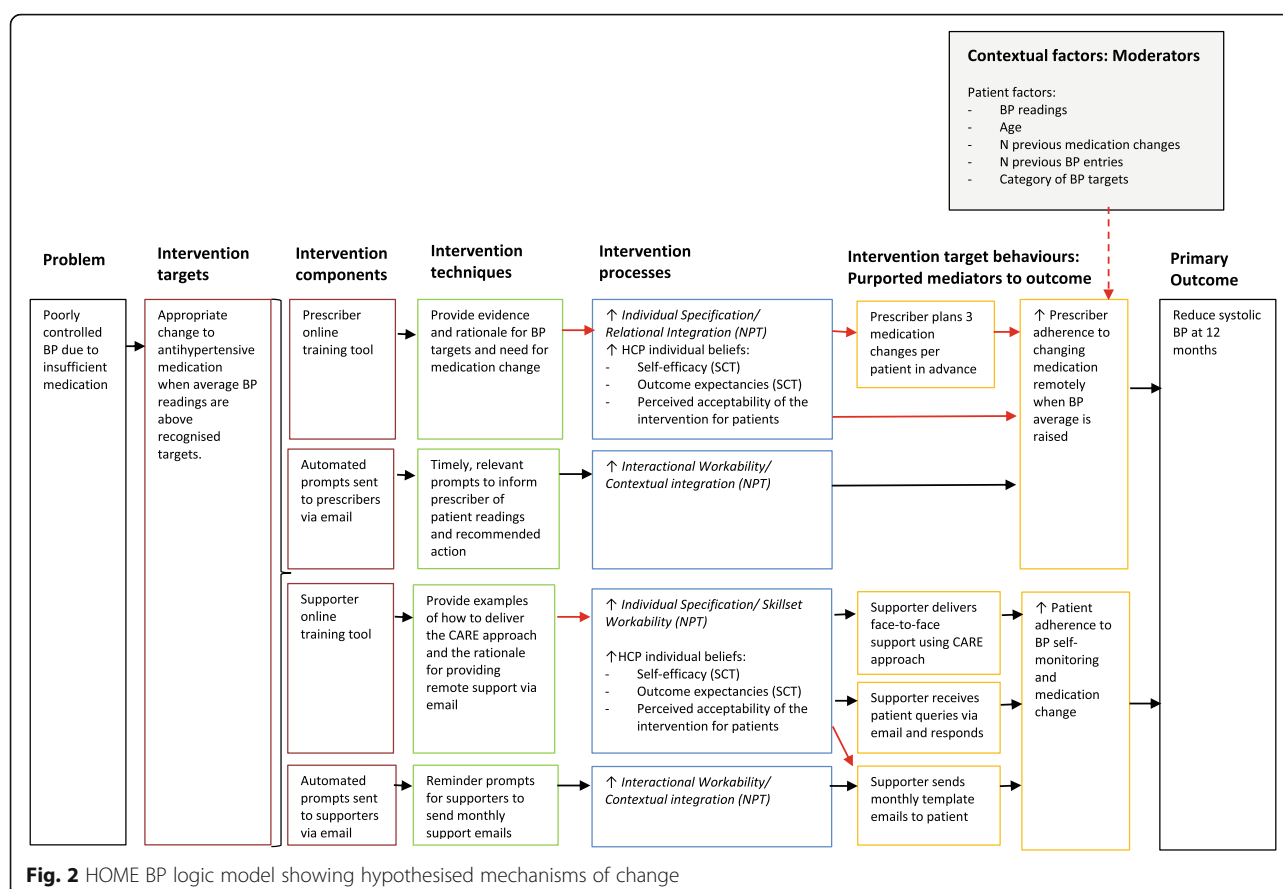 Contextual factors: Moderators
Patient factors:
- BP readings
- Age
- N previous medication changes
- N previous BP entries
- Category of BP targets
Problem
Intervention
targets
Intervention
components
Intervention
techniques
Intervention
processes
Intervention target behaviours:
Purported mediators to outcome
Primary
Outcome
Poorly
controlled
BP due to
insufficient
medication
Appropriate
change to
antihypertensive
medication
when average BP
readings are
above
recognised
targets.
Prescriber
online
training tool
Provide evidence
and rationale for BP
targets and need for
medication change
↑ Individual Specification/
Relational Integration (NPT)
↑ HCP individual beliefs:
- Self-efficacy (SCT)
- Outcome expectancies (SCT)
- Perceived acceptability of the
intervention for patients
Prescriber plans 3
medication
changes per
patient in advance
↑ Prescriber
adherence to
changing
medication
remotely
when BP
average is
raised
Reduce systolic
BP at 12
months
Automated
prompts sent
to prescribers
via email
Timely, relevant
prompts to inform
prescriber of
patient readings
and recommended
action
↑ Interactional Workability/
Contextual integration (NPT)
Supporter
online
training tool
Provide examples
of how to deliver
the CARE approach
and the rationale
for providing
remote support via
email
↑ Individual Specification/ Skillset
Workability (NPT)
↑HCP individual beliefs:
- Self-efficacy (SCT)
- Outcome expectancies (SCT)
- Perceived acceptability of the
intervention for patients
Supporter delivers
face-to-face
support using CARE
approach
Supporter receives
patient queries via
email and responds
↑ Patient
adherence to
BP self-
monitoring
and
medication
change
Automated
prompts sent
to supporters
via email
Reminder prompts
for supporters to
send monthly
support emails
↑ Interactional Workability/
Contextual integration (NPT)
Supporter sends
monthly template
emails to patient
Fig. 2 HOME BP logic model showing hypothesised mechanisms of change